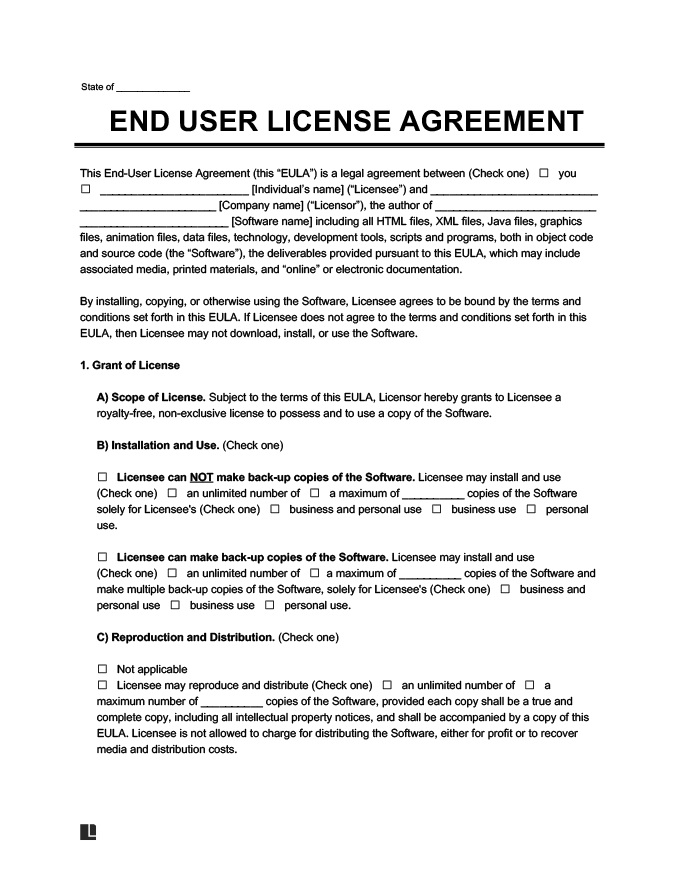 State of ______________
END USER LICENSE AGREEMENT
This End-User License Agreement (this “EULA”) is a legal agreement between (Check one) ☐ you
☐ ________________________ [Individual’s name] (“Licensee”) and ___________________________
______________________ [Company name] (“Licensor”), the author of __________________________
________________________ [Software name] including all HTML files, XML files, Java files, graphics
files, animation files, data files, technology, development tools, scripts and programs, both in object code
and source code (the “Software”), the deliverables provided pursuant to this EULA, which may include
associated media, printed materials, and “online” or electronic documentation.
By installing, copying, or otherwise using the Software, Licensee agrees to be bound by the terms and
conditions set forth in this EULA. If Licensee does not agree to the terms and conditions set forth in this
EULA, then Licensee may not download, install, or use the Software.
1. Grant of License
A) Scope of License. Subject to the terms of this EULA, Licensor hereby grants to Licensee a
royalty-free, non-exclusive license to possess and to use a copy of the Software.
B) Installation and Use. (Check one)
☐ Licensee can NOT make back-up copies of the Software. Licensee may install and use
(Check one) ☐ an unlimited number of ☐ a maximum of __________ copies of the Software
solely for Licensee's (Check one) ☐ business and personal use ☐ business use ☐ personal
use.
☐ Licensee can make back-up copies of the Software. Licensee may install and use
(Check one) ☐ an unlimited number of ☐ a maximum of __________ copies of the Software and
make multiple back-up copies of the Software, solely for Licensee's (Check one) ☐ business and
personal use ☐ business use ☐ personal use.
C) Reproduction and Distribution. (Check one)
☐ Not applicable
☐ Licensee may reproduce and distribute (Check one) ☐ an unlimited number of ☐ a
maximum number of __________ copies of the Software, provided each copy shall be a true and
complete copy, including all intellectual property notices, and shall be accompanied by a copy of this
EULA. Licensee is not allowed to charge for distributing the Software, either for profit or to recover
media and distribution costs.